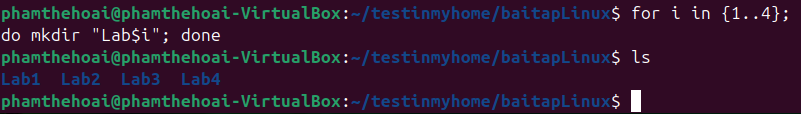 phamthehoai@phamthehoai-VirtualBox:~/testinmyhome/baitapLinux$ for i in {1..4};
do mkdir "Lab$i"; done
phamthehoai@phamthehoai-VirtualBox:~/testinmyhome/baitapLinux$ ls
Lab1  Lab2  Lab3  Lab4
phamthehoai@phamthehoai-VirtualBox:~/testinmyhome/baitapLinux$